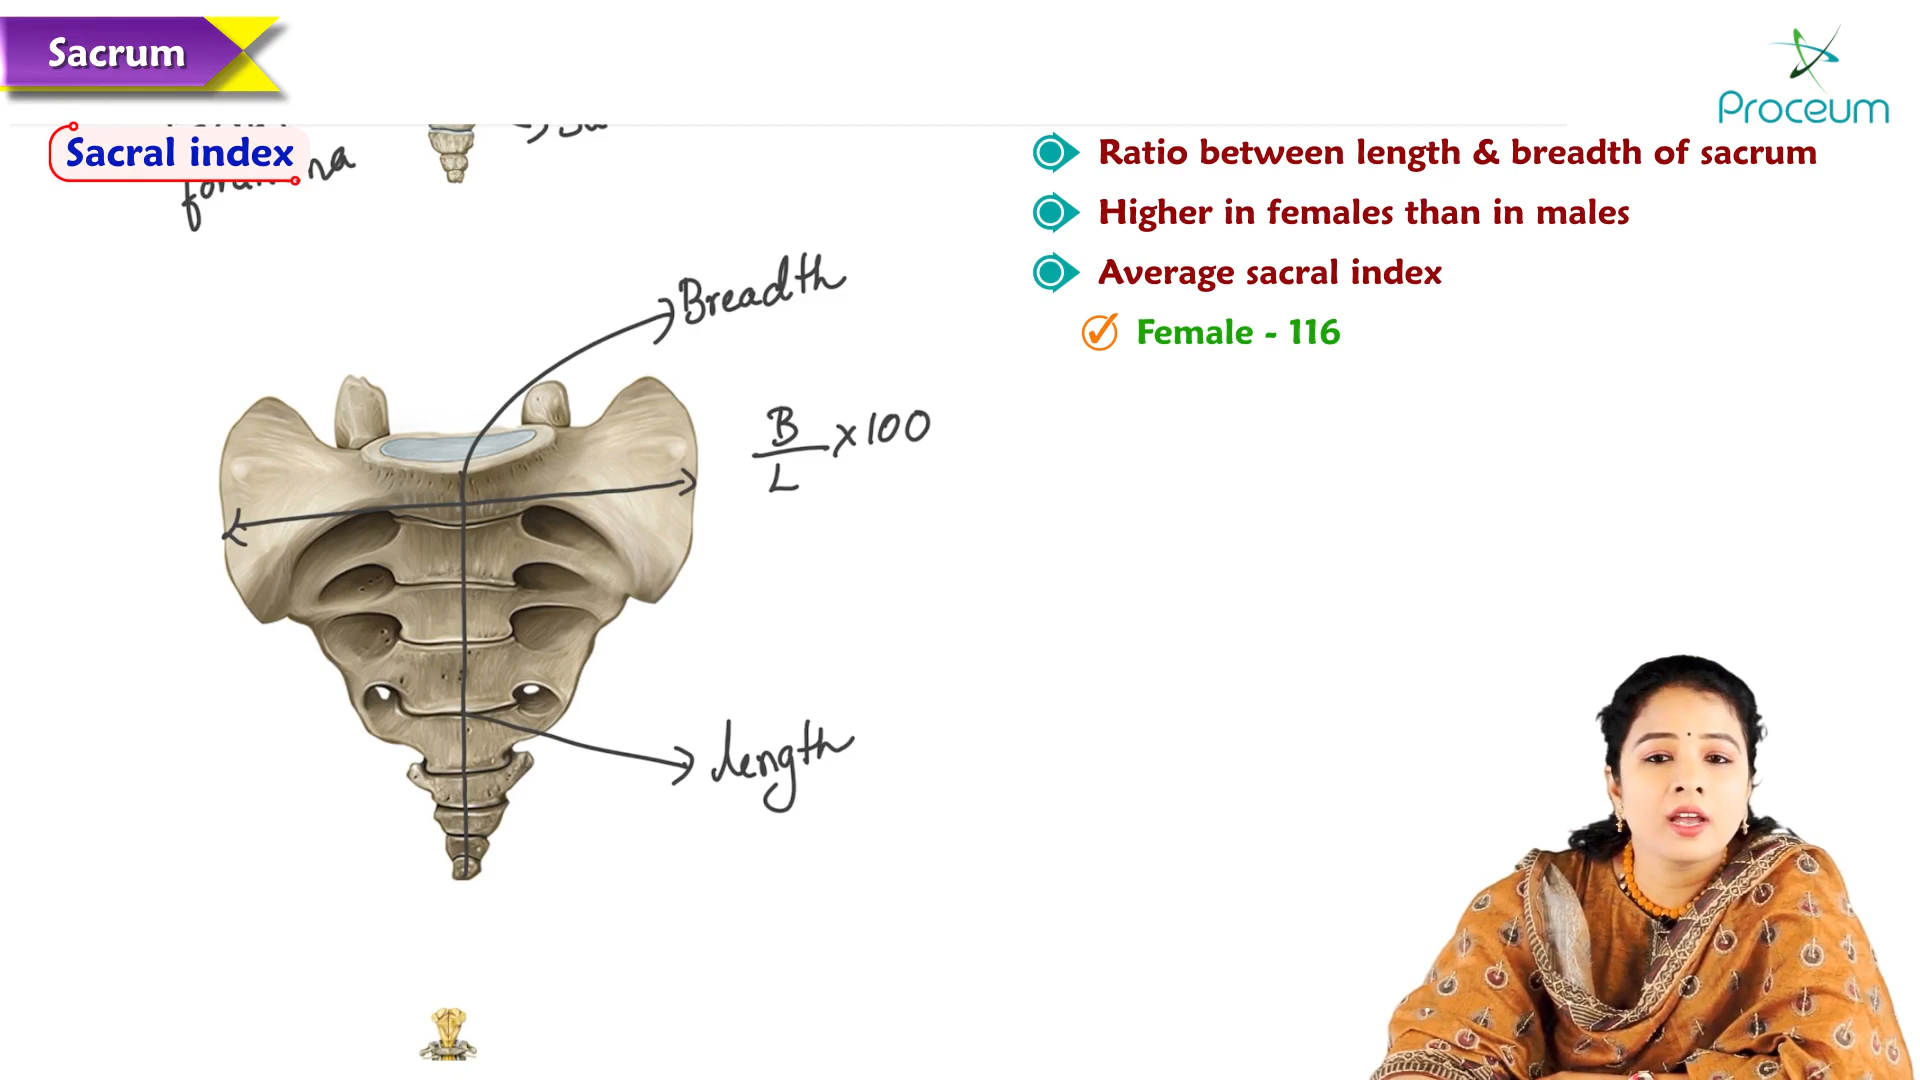 Sacrum
Proceum
Sacral index
Ratio between length & breadth of sacrum
Higher in females than in males
Average sacral index
Female - 116
Breadth
B
L
x 100
length